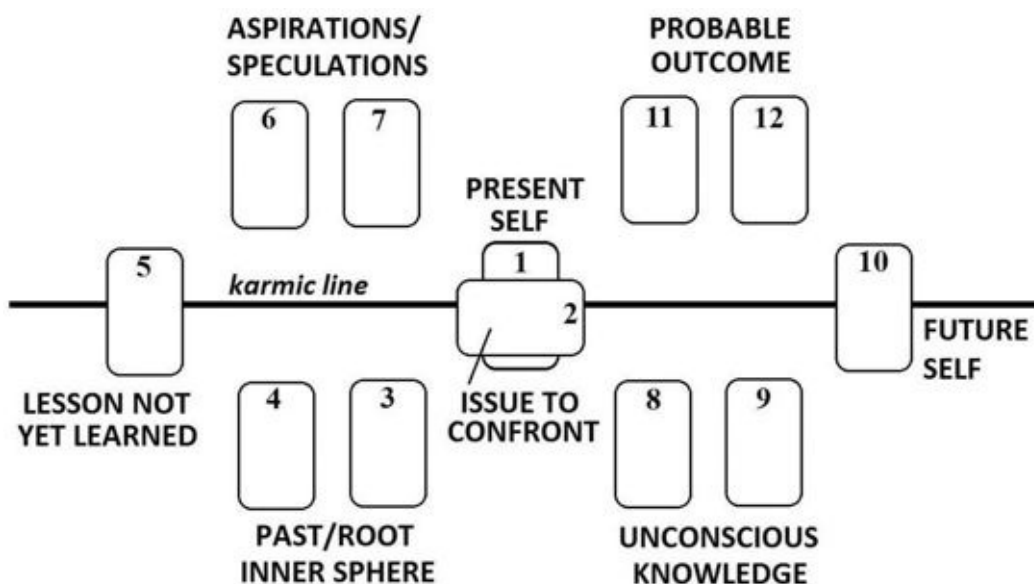 ASPIRATIONS/
SPECULATIONS
PROBABLE
OUTCOME
6
7
11
12
PRESENT
SELF
5
karmic line
1
2
10
FUTURE
SELF
LESSON NOT
YET LEARNED
4
3
ISSUE TO
CONFRONT
8
9
PAST/ROOT
INNER SPHERE
UNCONSCIOUS
KNOWLEDGE